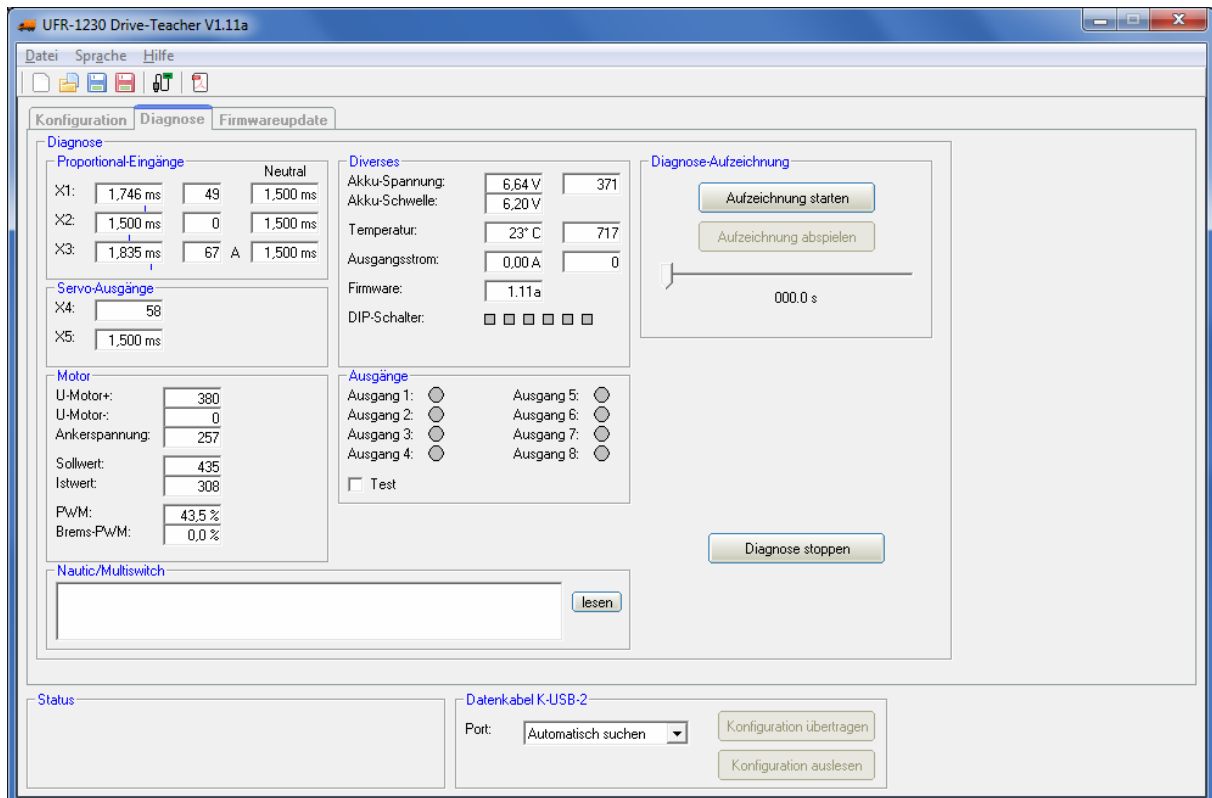 UFR-1230 Drive-Teacher V1.11a
Datei Sprache Hilfe
Konfiguration Diagnose Firmwareupdate
Diagnose
Proportional-Eingänge
Neutral
X1: 1,746 ms 49 1,500 ms
X2: 1,500 ms 0 1,500 ms
X3: 1,835 ms 67 A 1,500 ms
Servo-Ausgänge
X4: 58
X5: 1,500 ms
Motor
U-Motor+: 380
U-Motor-: 0
Ankerspannung: 257
Sollwert: 435
Istwert: 308
PWM: 43,5 %
Brems-PWM: 0,0 %
Diverses
Akku-Spannung: 6,64 V 371
Akku-Schwelle: 6,20 V
Temperatur: 23° C 717
Ausgangsstrom: 0,00 A 0
Firmware: 1.11a
DIP-Schalter:
Ausgänge
Ausgang 1: Ausgang 5:
Ausgang 2: Ausgang 6:
Ausgang 3: Ausgang 7:
Ausgang 4: Ausgang 8:
Test
Diagnose-Aufzeichnung
Aufzeichnung starten
Aufzeichnung abspielen
000.0 s
Diagnose stoppen
Nautic/Multiswitch
lesen
Status
Datenkabel K-USB-2
Port: Automatisch suchen
Konfiguration übertragen
Konfiguration auslesen